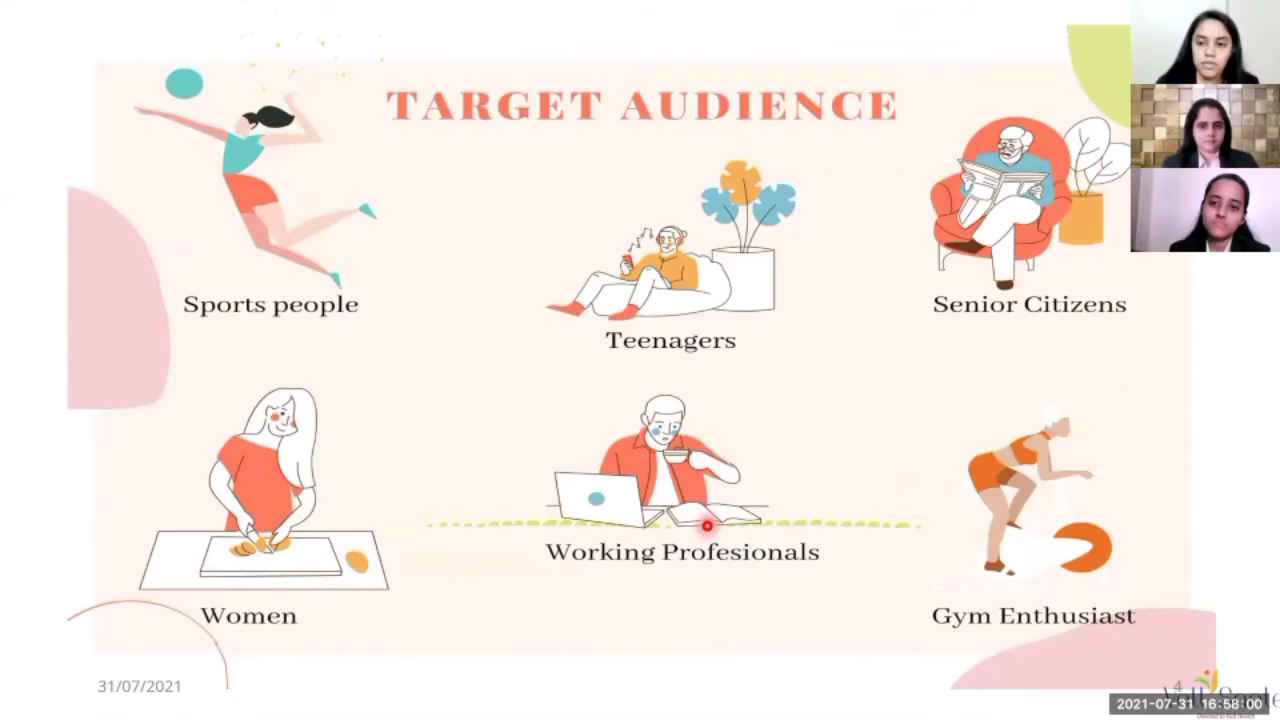 TARGET AUDIENCE
Sports people
Teenagers
Senior Citizens
Women
Working Profesionals
Gym Enthusiast
31/07/2021
4
2021-07-31 16:58:00